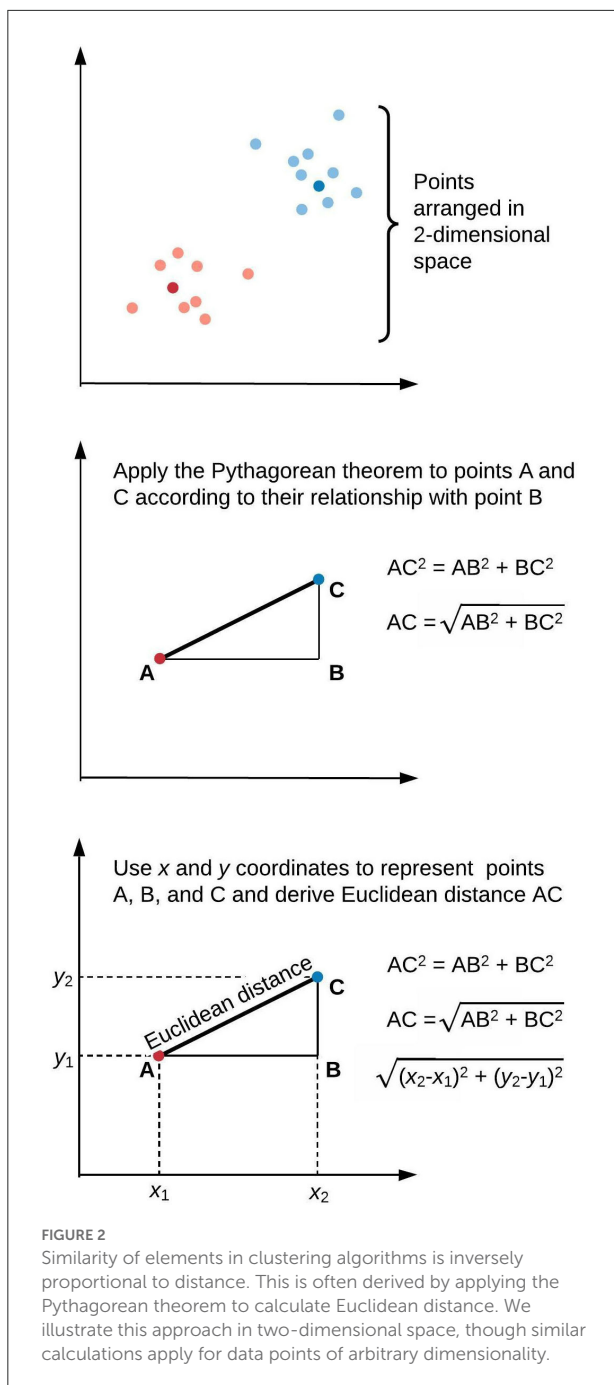 Points
arranged in
2-dimensional
space
Apply the Pythagorean theorem to points A and
C according to their relationship with point B
AC² = AB² + BC²
AC = √(AB² + BC²)
C
A
B
Use x and y coordinates to represent points
A, B, and C and derive Euclidean distance AC
AC² = AB² + BC²
AC = √(AB² + BC²)
√((x₂-x₁)² + (y₂-y₁)²)
y₂
Euclidean distance
C
y₁
A
B
x₁
x₂
FIGURE 2
Similarity of elements in clustering algorithms is inversely
proportional to distance. This is often derived by applying the
Pythagorean theorem to calculate Euclidean distance. We
illustrate this approach in two-dimensional space, though similar
calculations apply for data points of arbitrary dimensionality.